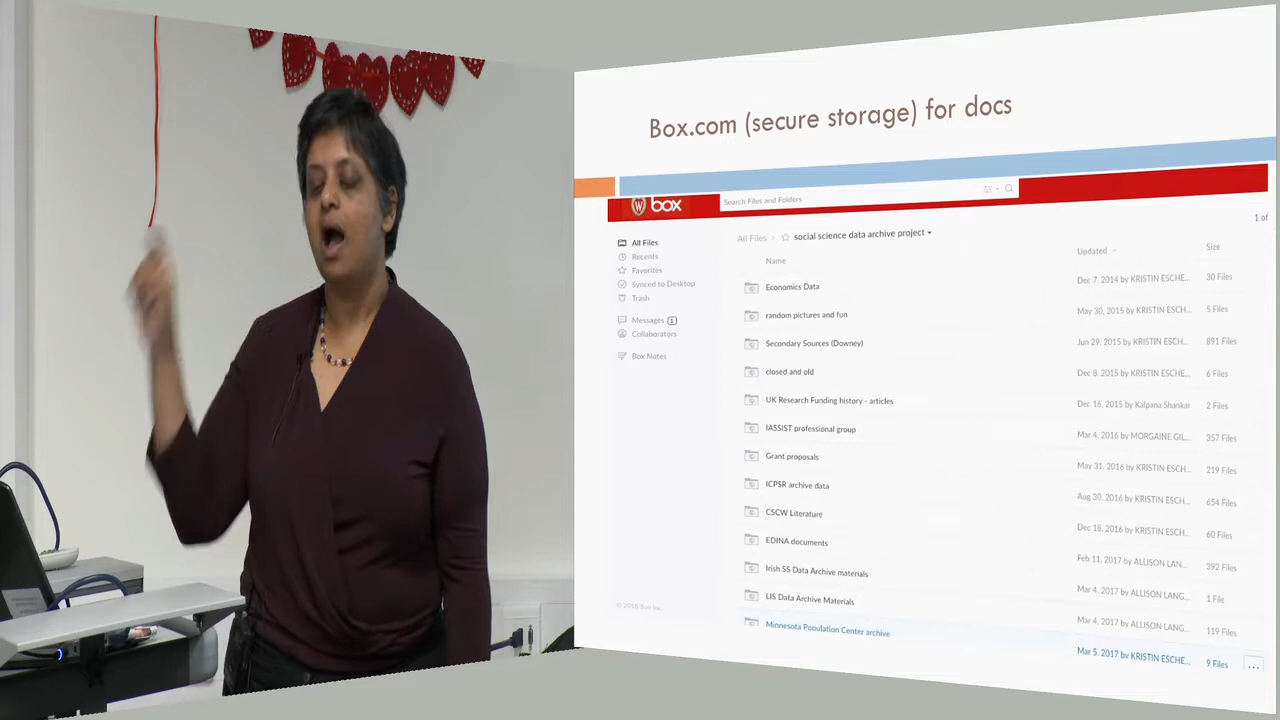 Box.com (secure storage) for docs
W box
Search Files and Folders
1 of
All Files
Recents
Favorites
Synced to Desktop
Trash
Messages 1
Collaborators
Box Notes
© 2018 Box Inc.
All Files > social science data archive project
Name Updated Size
Economics Data Dec 7, 2014 by KRISTIN ESCHE... 30 Files
random pictures and fun May 30, 2015 by KRISTIN ESCH... 5 Files
Secondary Sources (Downey) Jun 29, 2015 by KRISTIN ESCH... 891 Files
closed and old Dec 8, 2015 by KRISTIN ESCHE... 6 Files
UK Research Funding history - articles Dec 16, 2015 by Kalpana Shankar 2 Files
IASSIST professional group Mar 4, 2016 by MORGAINE GIL... 357 Files
Grant proposals May 31, 2016 by KRISTIN ESCH... 219 Files
ICPSR archive data Aug 30, 2016 by KRISTIN ESCH... 654 Files
CSCW Literature Dec 18, 2016 by KRISTIN ESCH... 60 Files
EDINA documents Feb 11, 2017 by ALLISON LAN... 392 Files
Irish SS Data Archive materials Mar 4, 2017 by ALLISON LANG... 1 File
LIS Data Archive Materials Mar 4, 2017 by ALLISON LANG... 119 Files
Minnesota Population Center archive Mar 5, 2017 by KRISTIN ESCHE... 9 Files ...